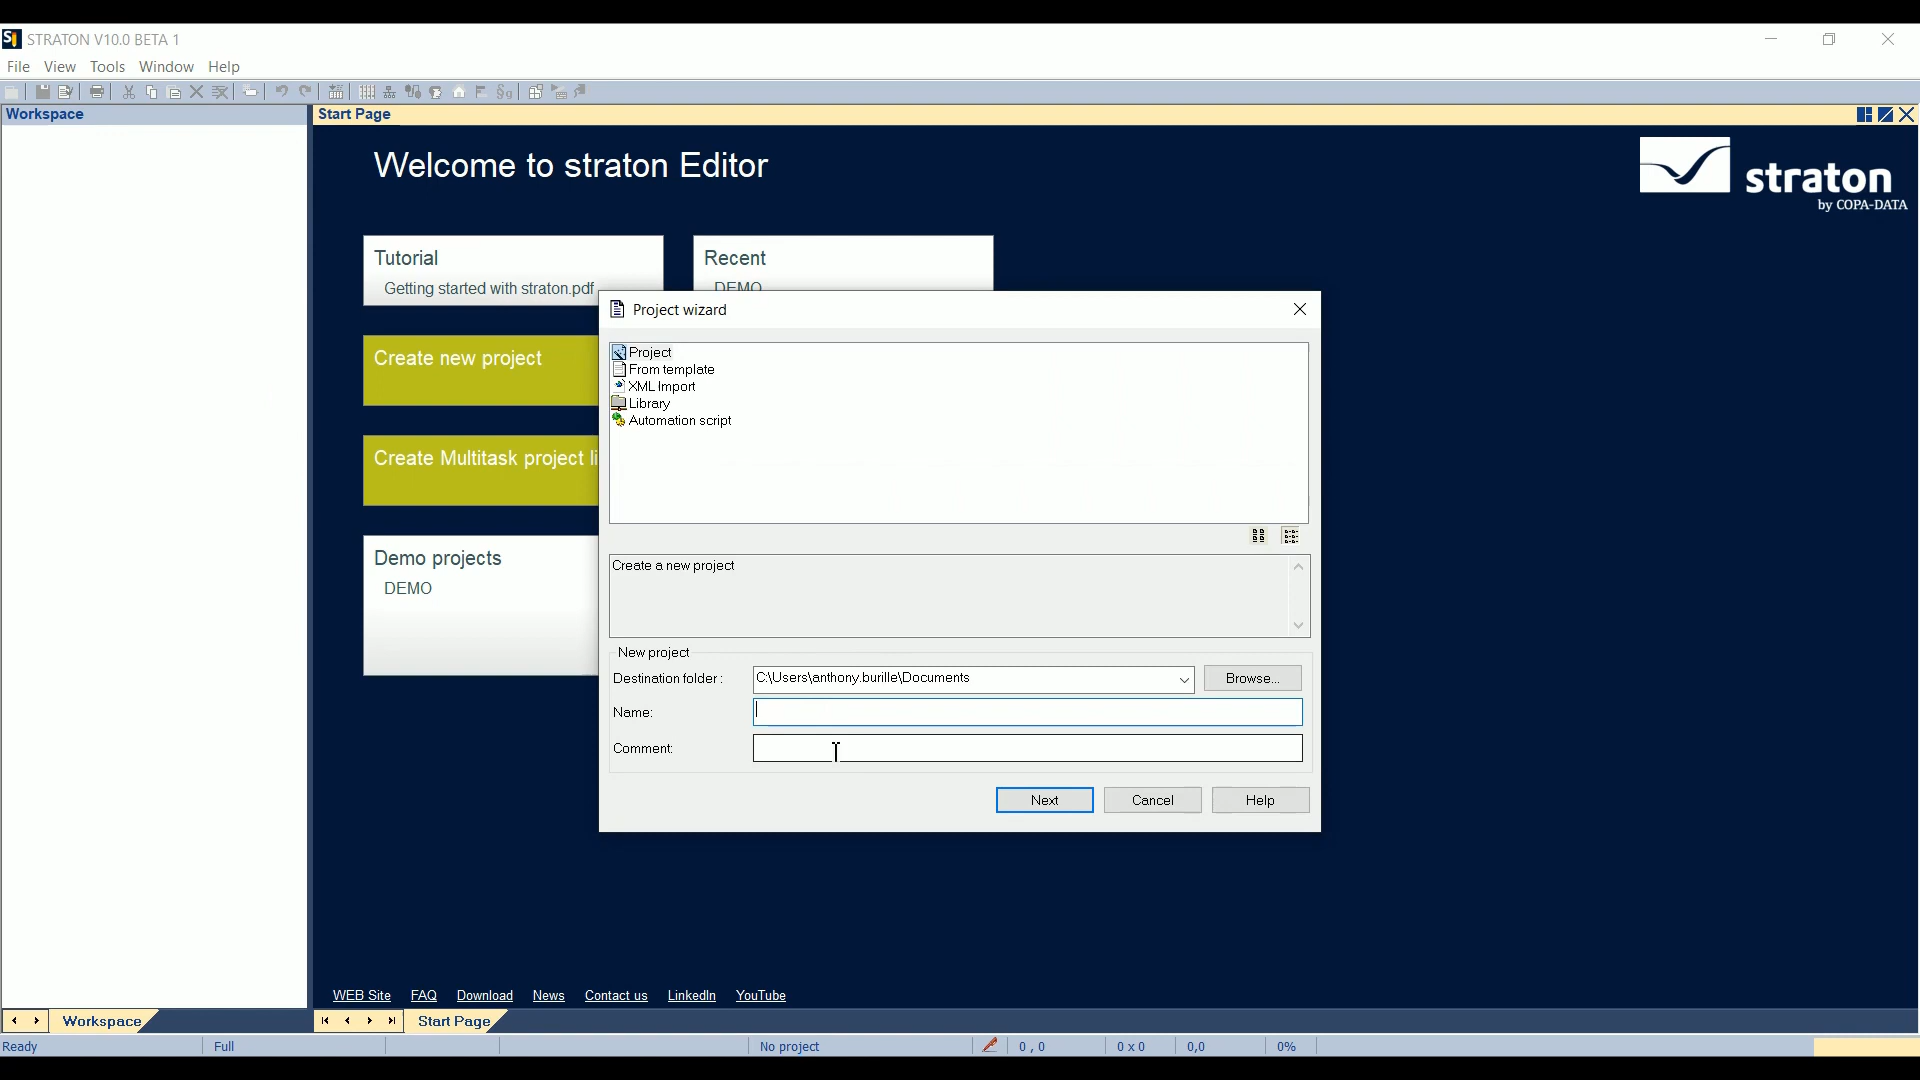 STRATON V10.0 BETA 1
File View Tools Window Help
Workspace
Start Page
Welcome to straton Editor
straton
by COPA-DATA
Tutorial
Getting started with straton.pdf
Recent
DEMO
Create new project
Create Multitask project li
Demo projects
DEMO
Project wizard
Project
From template
XML Import
Library
Automation script
Create a new project
New project
Destination folder : C:\Users\anthony.burille\Documents Browse...
Name:
Comment:
Next Cancel Help
WEB Site FAQ Download News Contact us LinkedIn YouTube
Workspace
Start Page
Ready Full No project 0 , 0 0 x 0 0,0 0%